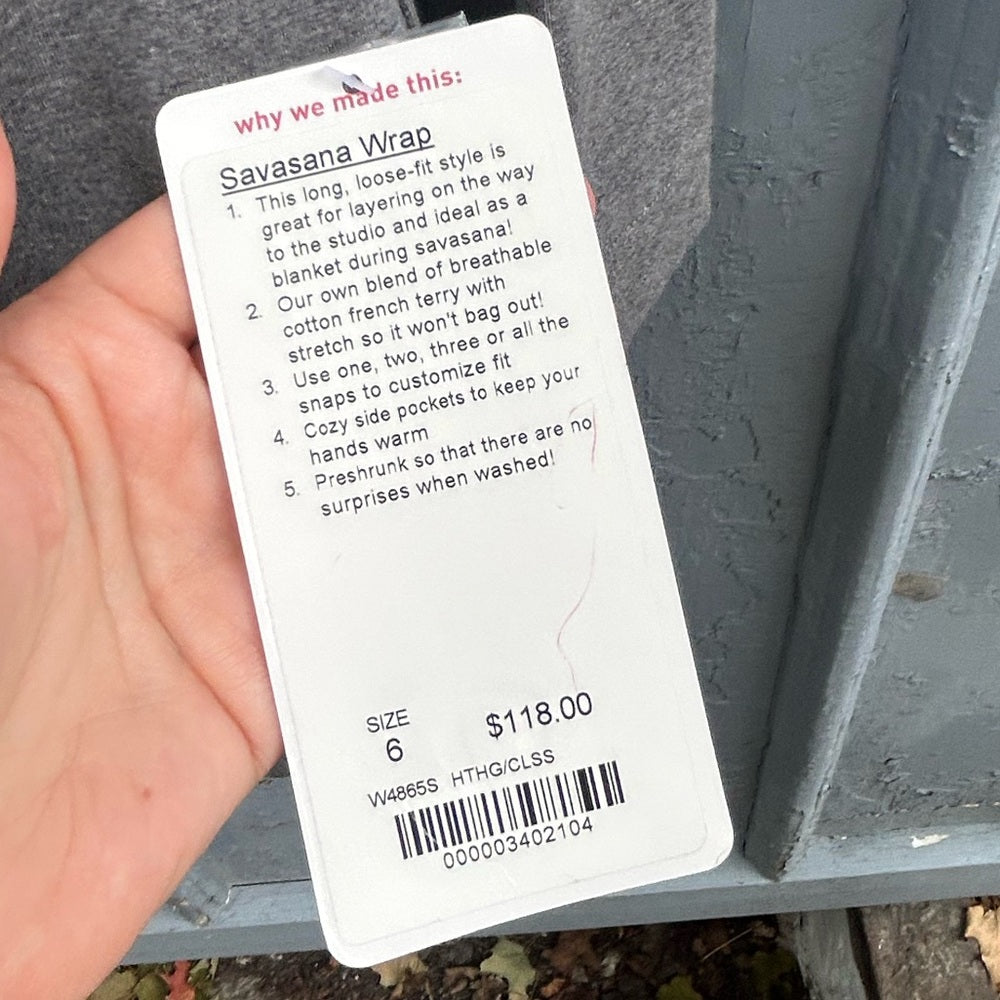 why we made this:
Savasana Wrap
1. This long, loose-fit style is
great for layering on the way
to the studio and ideal as a
blanket during savasana!
2. Our own blend of breathable
cotton french terry with
stretch so it won't bag out!
3. Use one, two, three or all the
snaps to customize fit
4. Cozy side pockets to keep your
hands warm
5. Preshrunk so that there are no
surprises when washed!
SIZE
6
$118.00
W4865S HTHG/CLSS
000003402104